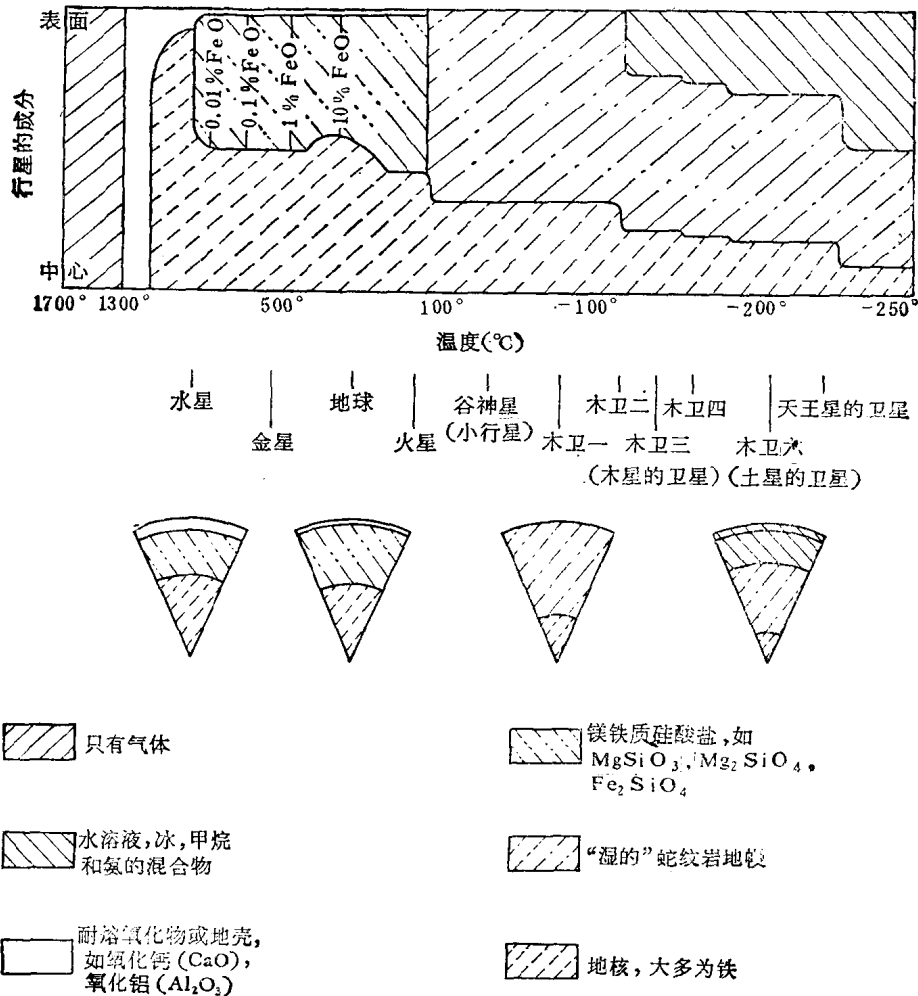 表面
行星的成分
中心
0.01%FeO
0.1%FeO
1%FeO
10%FeO
1700° 1300° 500° 100° -100° -200° -250°
温度(℃)
水星 地球 谷神星 木卫二 木卫四 天王星的卫星
(小行星)
金星 火星 木卫一 木卫三 木卫六
(木星的卫星) (土星的卫星)
只有气体
镁铁质硅酸盐,如
MgSiO₃,Mg₂SiO₄,
Fe₂SiO₄
水溶液,冰,甲烷
和氨的混合物
“湿的”蛇纹岩地幔
耐熔氧化物或地壳,
如氧化钙(CaO),
氧化铝(Al₂O₃)
地核,大多为铁